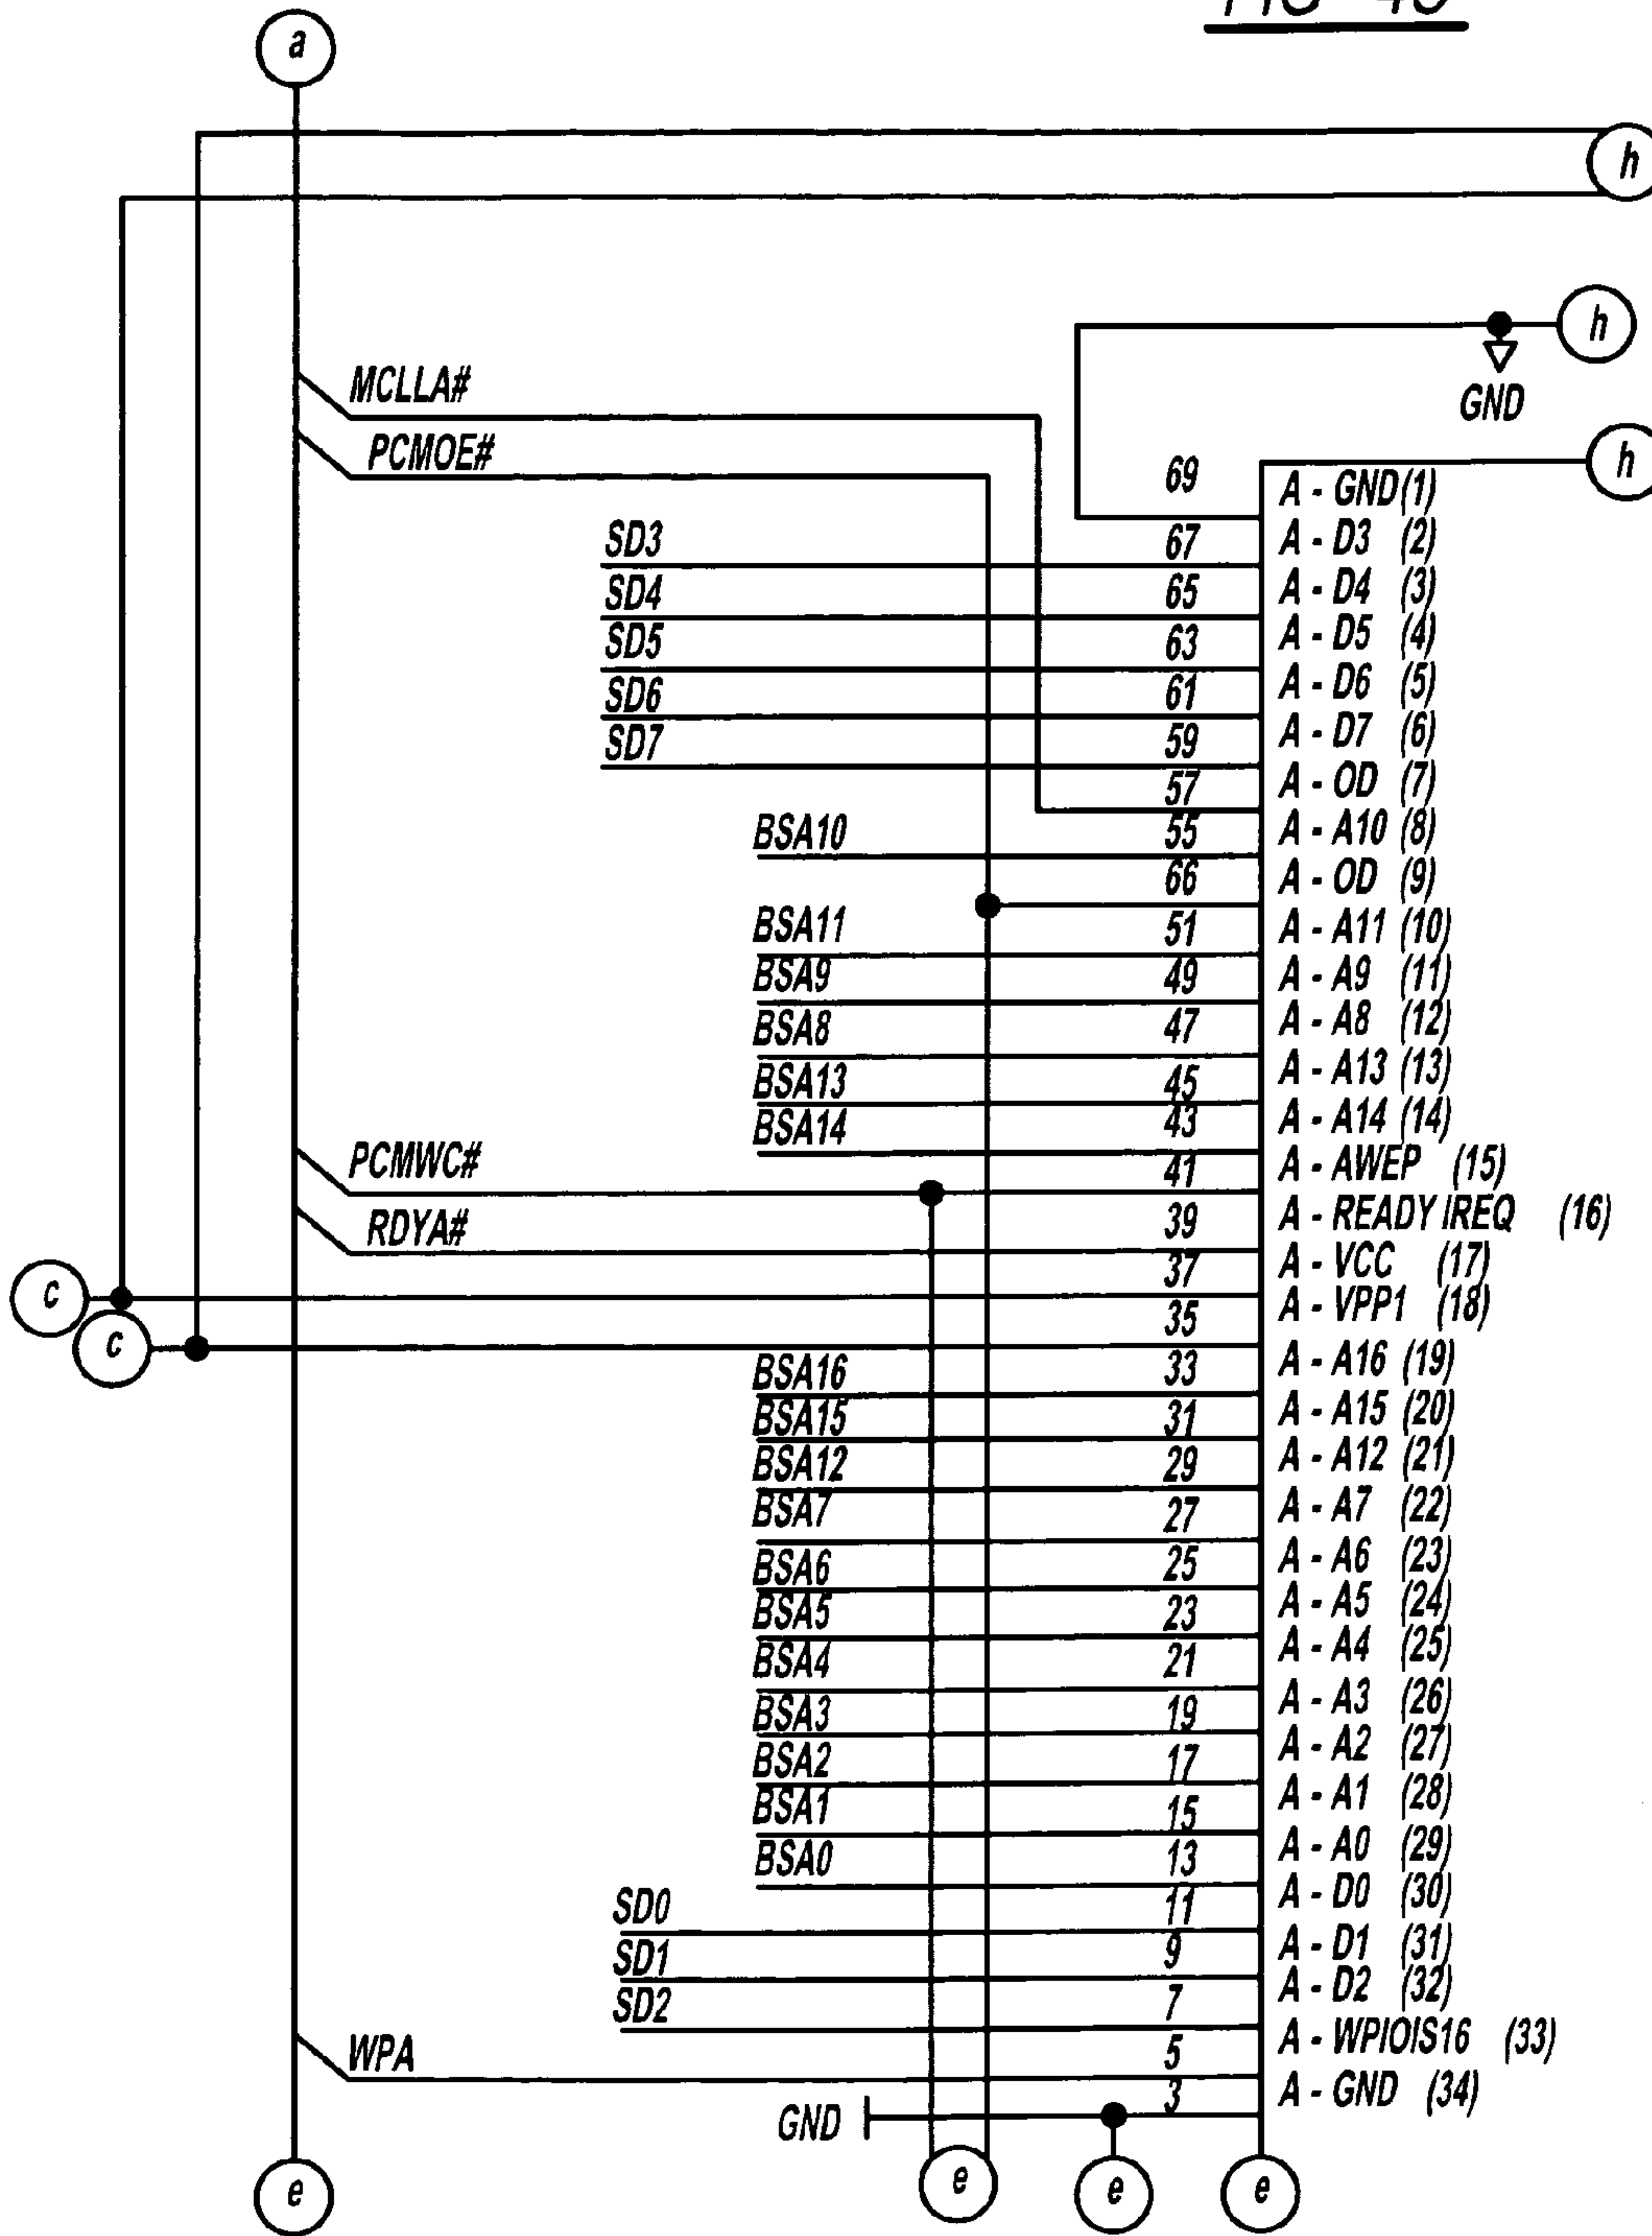 a
h
h
GND
MCLLA#
PCMOE#
h
69 A - GND(1)
SD3 67 A - D3 (2)
SD4 65 A - D4 (3)
SD5 63 A - D5 (4)
SD6 61 A - D6 (5)
SD7 59 A - D7 (6)
57 A - OD (7)
BSA10 55 A - A10 (8)
66 A - OD (9)
BSA11 51 A - A11 (10)
BSA9 49 A - A9 (11)
BSA8 47 A - A8 (12)
BSA13 45 A - A13 (13)
BSA14 43 A - A14 (14)
PCMWC# 41 A - AWEP (15)
RDYA# 39 A - READY IREQ (16)
c 37 A - VCC (17)
c 35 A - VPP1 (18)
BSA16 33 A - A16 (19)
BSA15 31 A - A15 (20)
BSA12 29 A - A12 (21)
BSA7 27 A - A7 (22)
BSA6 25 A - A6 (23)
BSA5 23 A - A5 (24)
BSA4 21 A - A4 (25)
BSA3 19 A - A3 (26)
BSA2 17 A - A2 (27)
BSA1 15 A - A1 (28)
BSA0 13 A - A0 (29)
SD0 11 A - D0 (30)
SD1 9 A - D1 (31)
SD2 7 A - D2 (32)
WPA 5 A - WPIOIS16 (33)
GND 3 A - GND (34)
e e e e